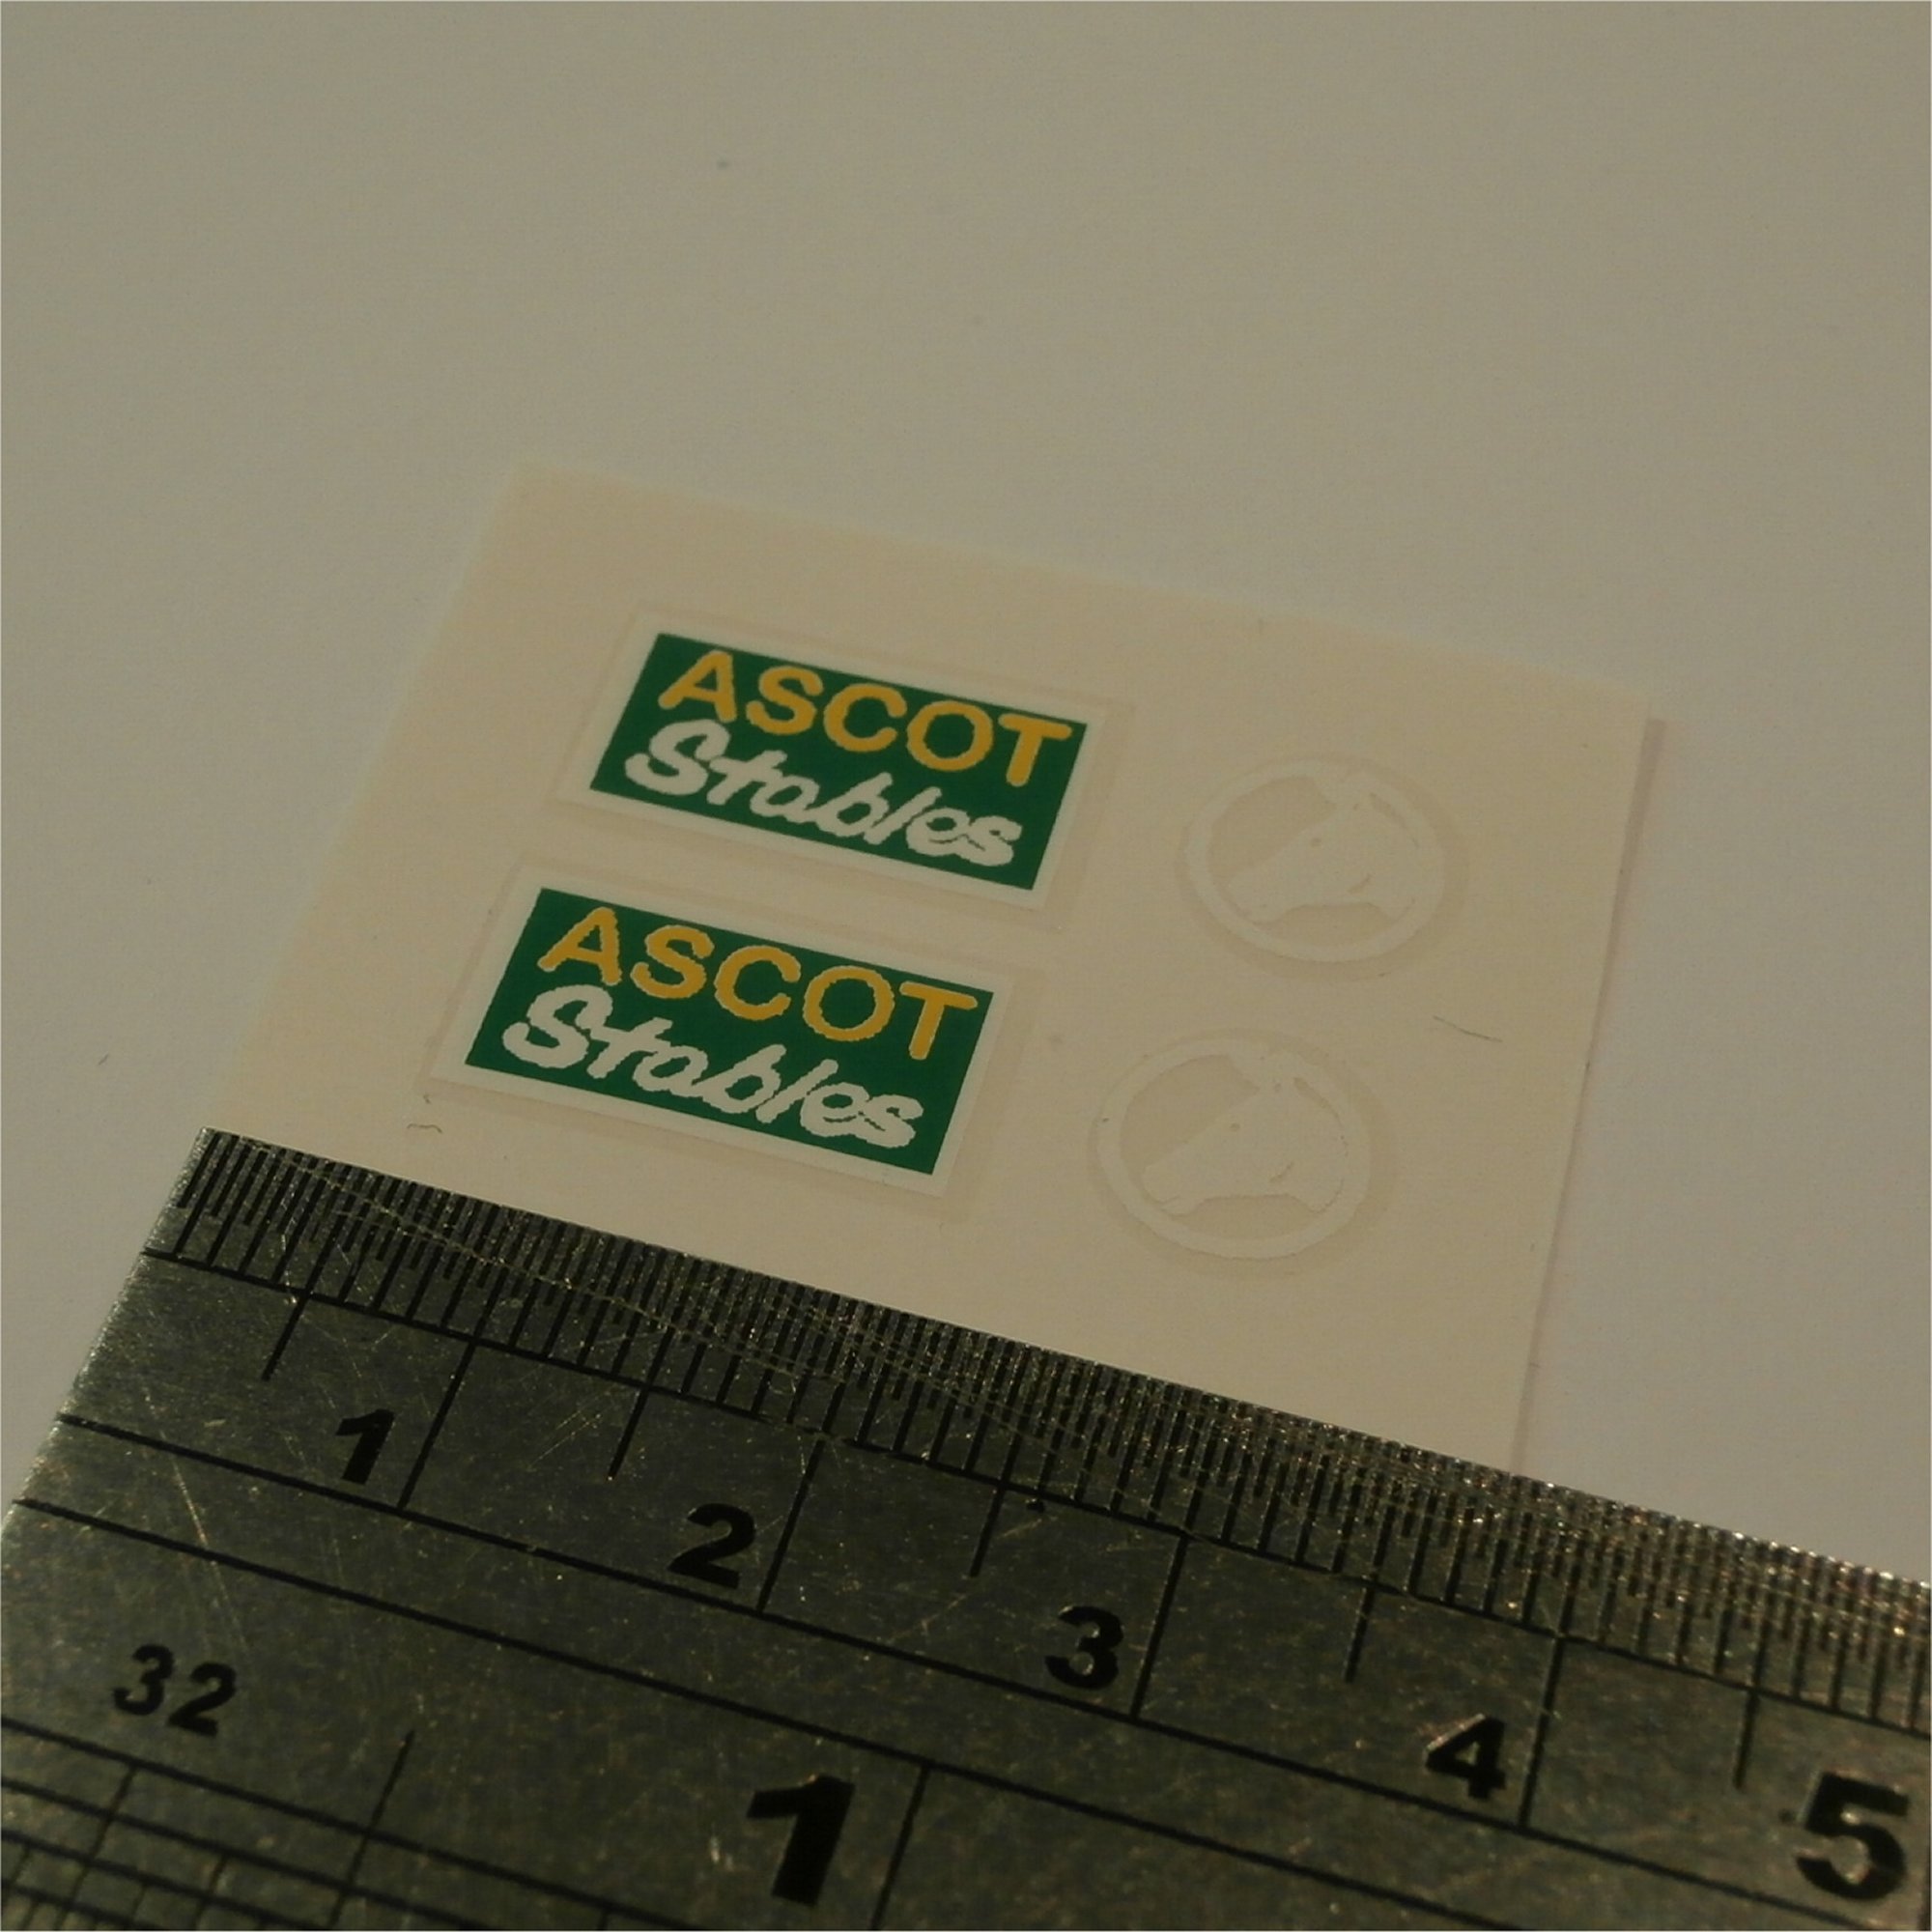 ASCOT
Stables
ASCOT
Stables
1 2 3 4 5
32 1